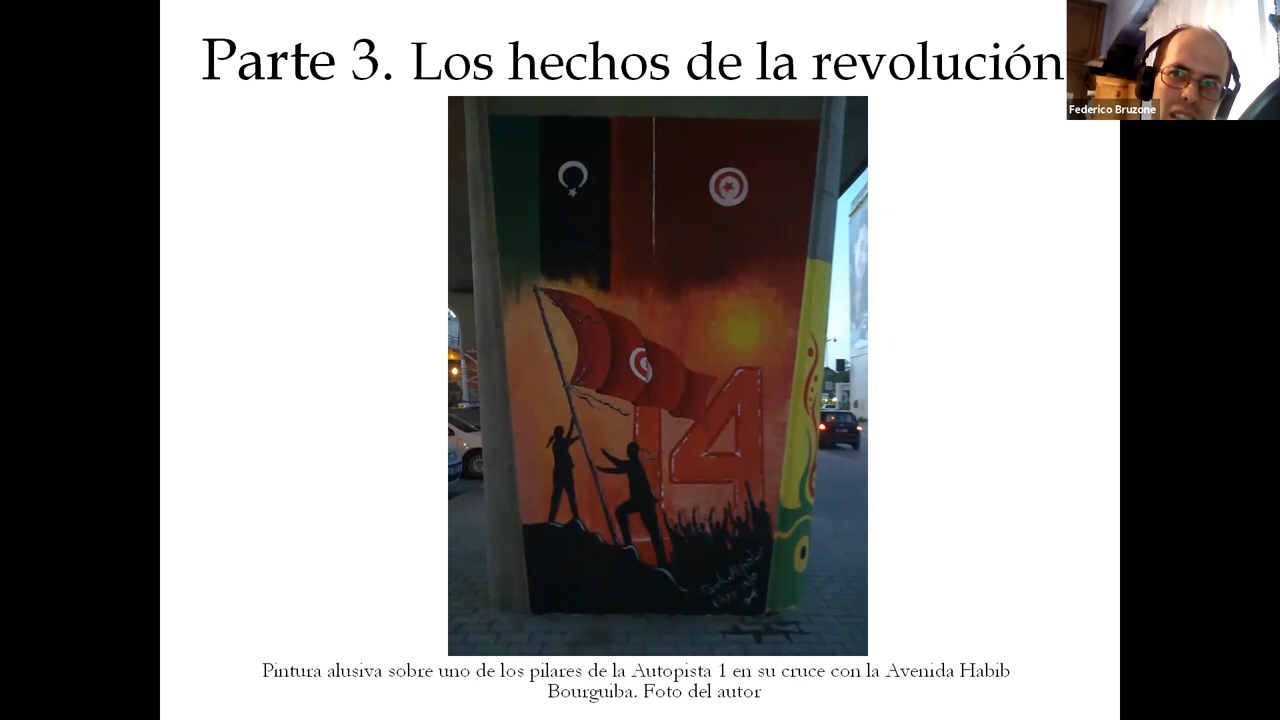 Parte 3. Los hechos de la revolución
Federico Bruzone
14
Pintura alusiva sobre uno de los pilares de la Autopista 1 en su cruce con la Avenida Habib
Bourguiba. Foto del autor